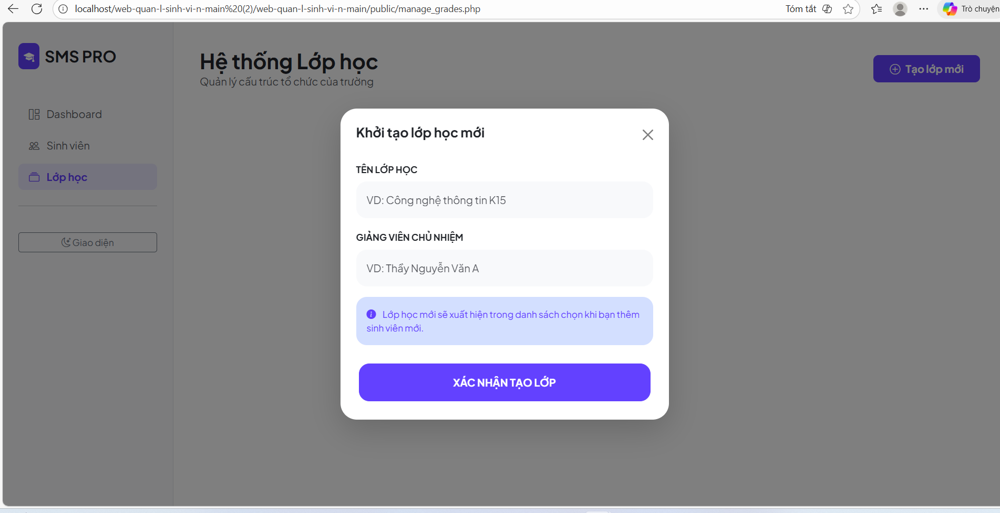 localhost/web-quan-l-sinh-vi-n-main%20(2)/web-quan-l-sinh-vi-n-main/public/manage_grades.php
Tóm tắt
Trò chuyện
SMS PRO
Dashboard
Sinh viên
Lớp học
Giao diện
Hệ thống Lớp học
Quản lý cấu trúc tổ chức của trường
Tạo lớp mới
Khởi tạo lớp học mới
TÊN LỚP HỌC
VD: Công nghệ thông tin K15
GIẢNG VIÊN CHỦ NHIỆM
VD: Thầy Nguyễn Văn A
Lớp học mới sẽ xuất hiện trong danh sách chọn khi bạn thêm
sinh viên mới.
XÁC NHẬN TẠO LỚP